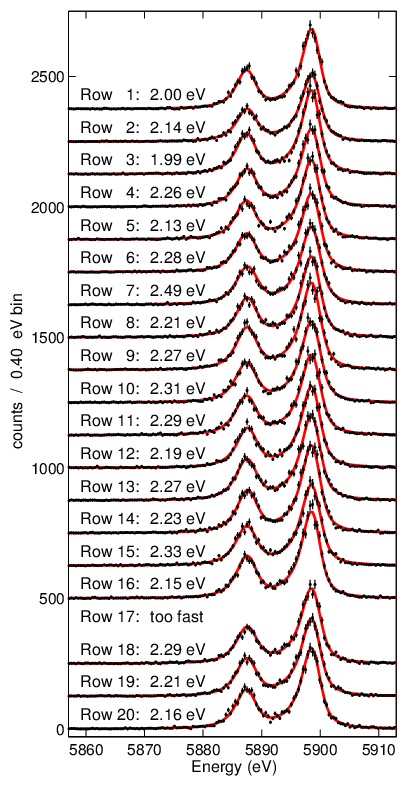 2500
Row 1: 2.00 eV
Row 2: 2.14 eV
Row 3: 1.99 eV
2000
Row 4: 2.26 eV
Row 5: 2.13 eV
Row 6: 2.28 eV
Row 7: 2.49 eV
1500
Row 8: 2.21 eV
Row 9: 2.27 eV
Row 10: 2.31 eV
Row 11: 2.29 eV
1000
Row 12: 2.19 eV
Row 13: 2.27 eV
Row 14: 2.23 eV
Row 15: 2.33 eV
500
Row 16: 2.15 eV
Row 17: too fast
Row 18: 2.29 eV
Row 19: 2.21 eV
0
Row 20: 2.16 eV
counts / 0.40 eV bin
5860 5870 5880 5890 5900 5910
Energy (eV)